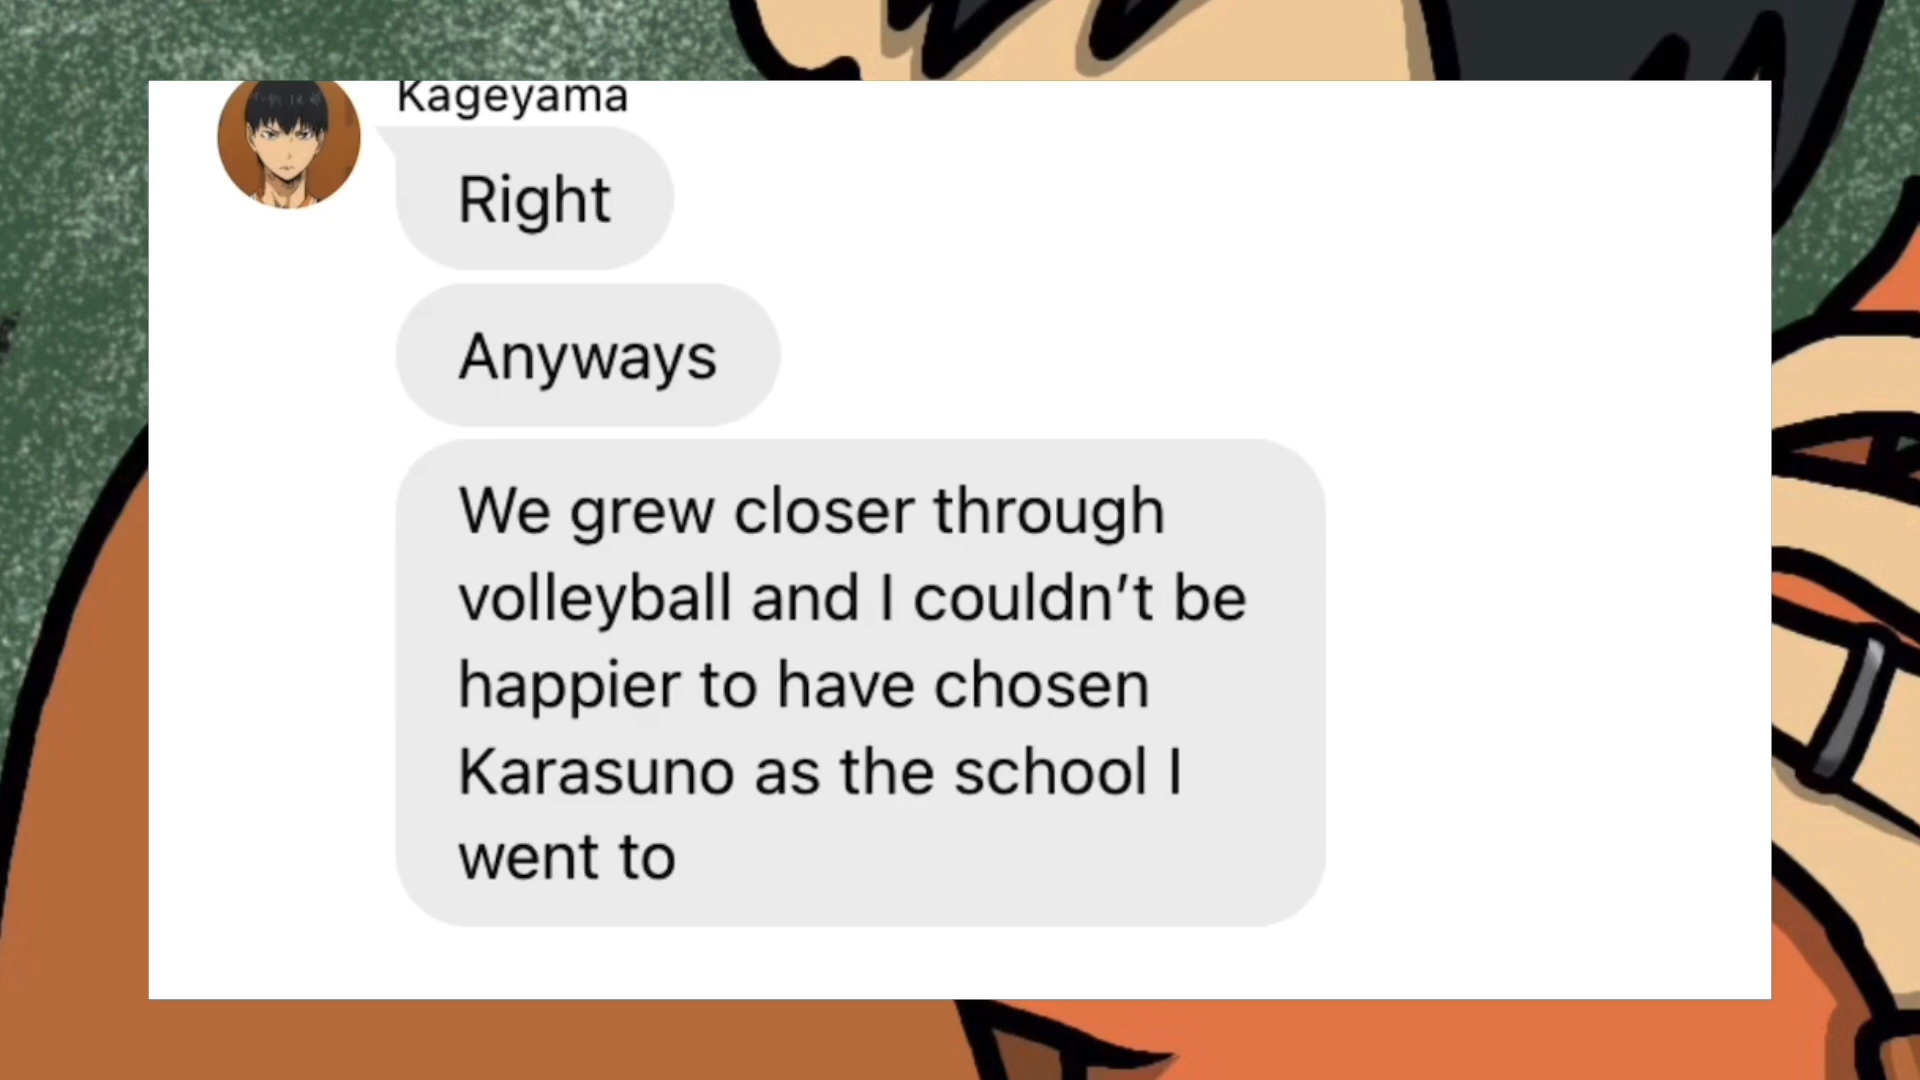 Kageyama
Right
Anyways
We grew closer through
volleyball and I couldn’t be
happier to have chosen
Karasuno as the school I
went to